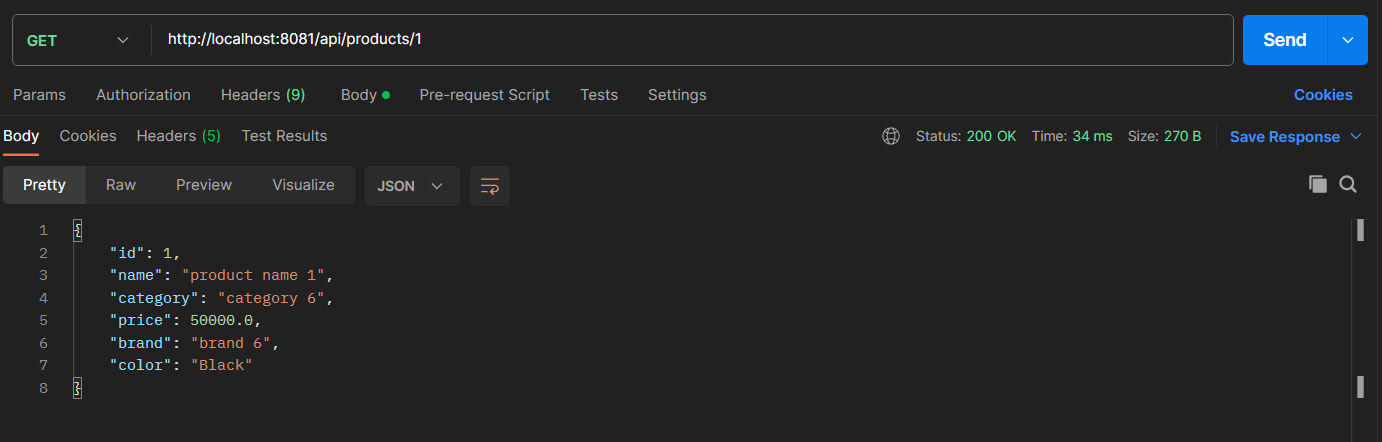 GET http://localhost:8081/api/products/1 Send
Params Authorization Headers (9) Body Pre-request Script Tests Settings Cookies
Body Cookies Headers (5) Test Results Status: 200 OK Time: 34 ms Size: 270 B Save Response
Pretty Raw Preview Visualize JSON
1 {
2 "id": 1,
3 "name": "product name 1",
4 "category": "category 6",
5 "price": 50000.0,
6 "brand": "brand 6",
7 "color": "Black"
8 }